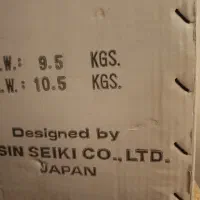 .W.: 9.5 KGS.
.W.: 10.5 KGS.
Designed by
SIN SEIKI CO., LTD.
JAPAN